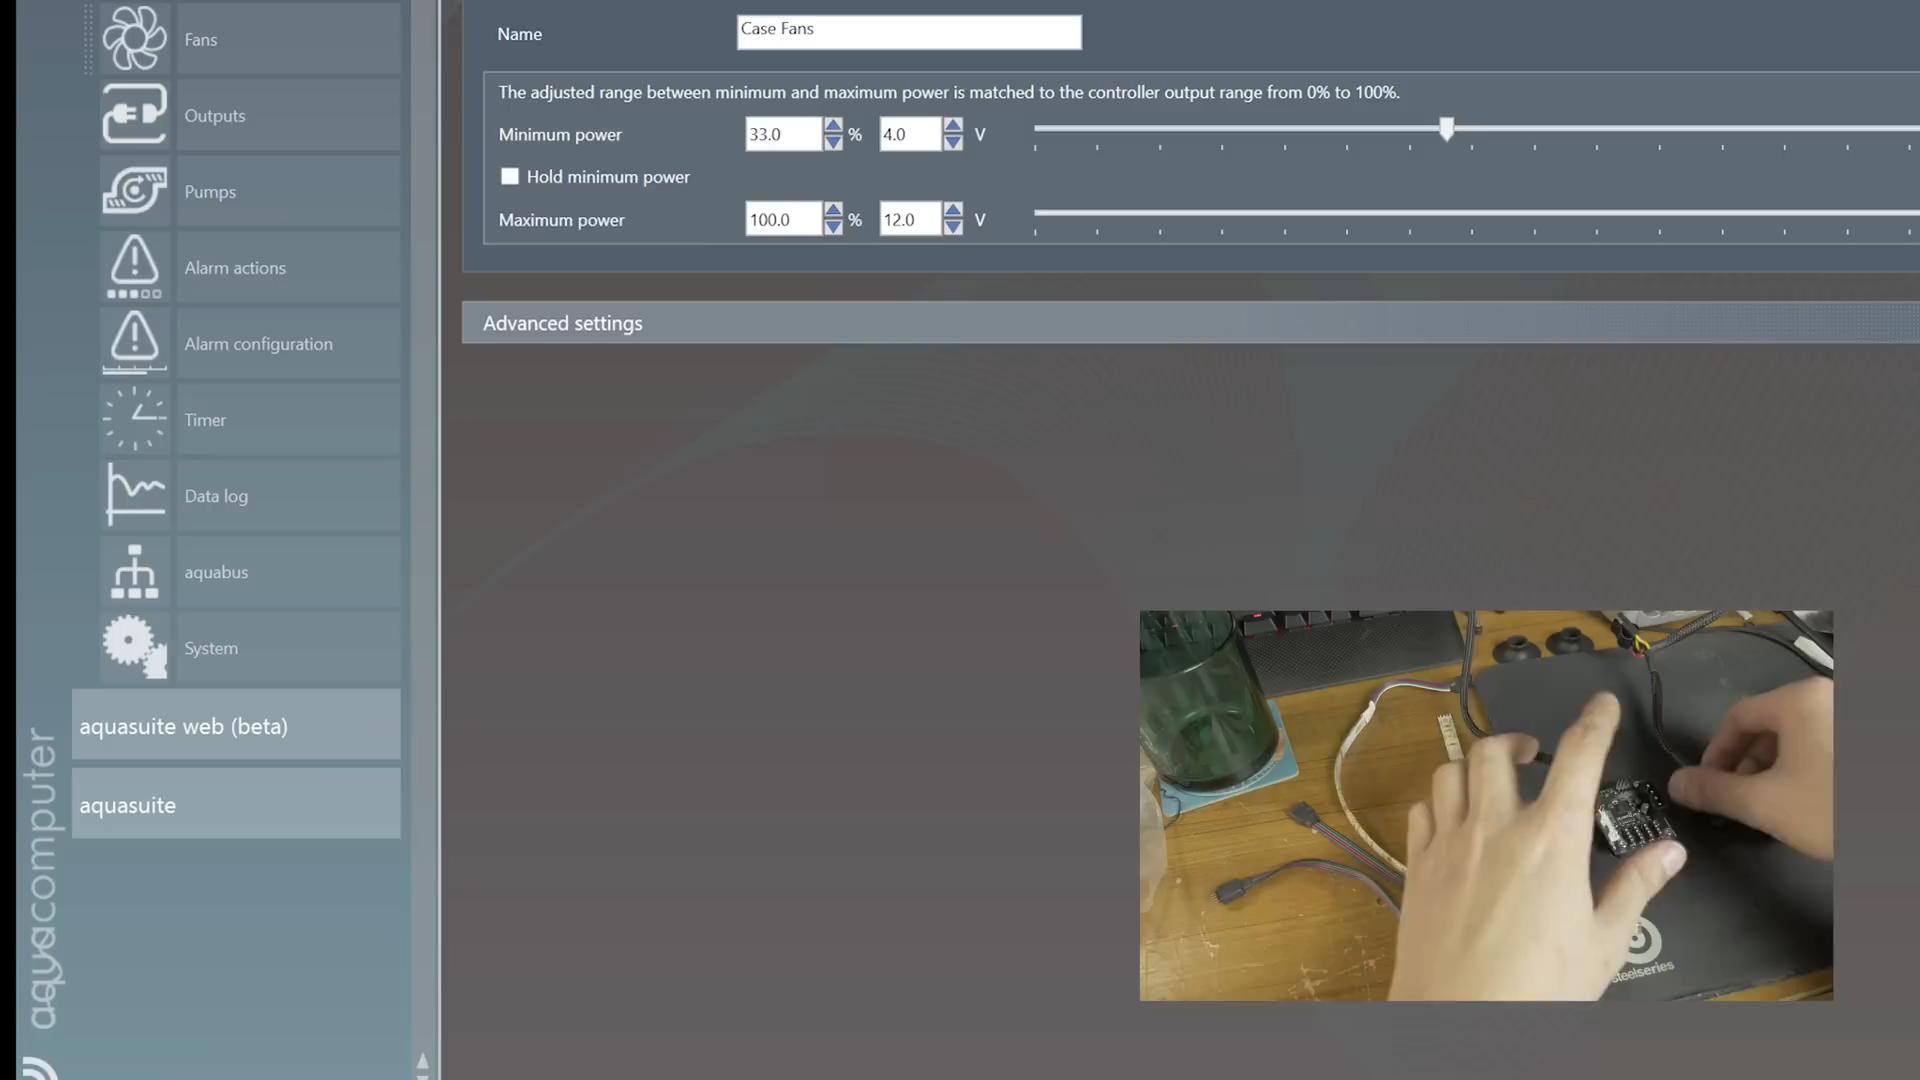 Fans
Outputs
Pumps
Alarm actions
Alarm configuration
Timer
Data log
aquabus
System
aquasuite web (beta)
aquasuite
aquacomputer
Name
Case Fans
The adjusted range between minimum and maximum power is matched to the controller output range from 0% to 100%.
Minimum power 33.0 % 4.0 V
Hold minimum power
Maximum power 100.0 % 12.0 V
Advanced settings
steelseries